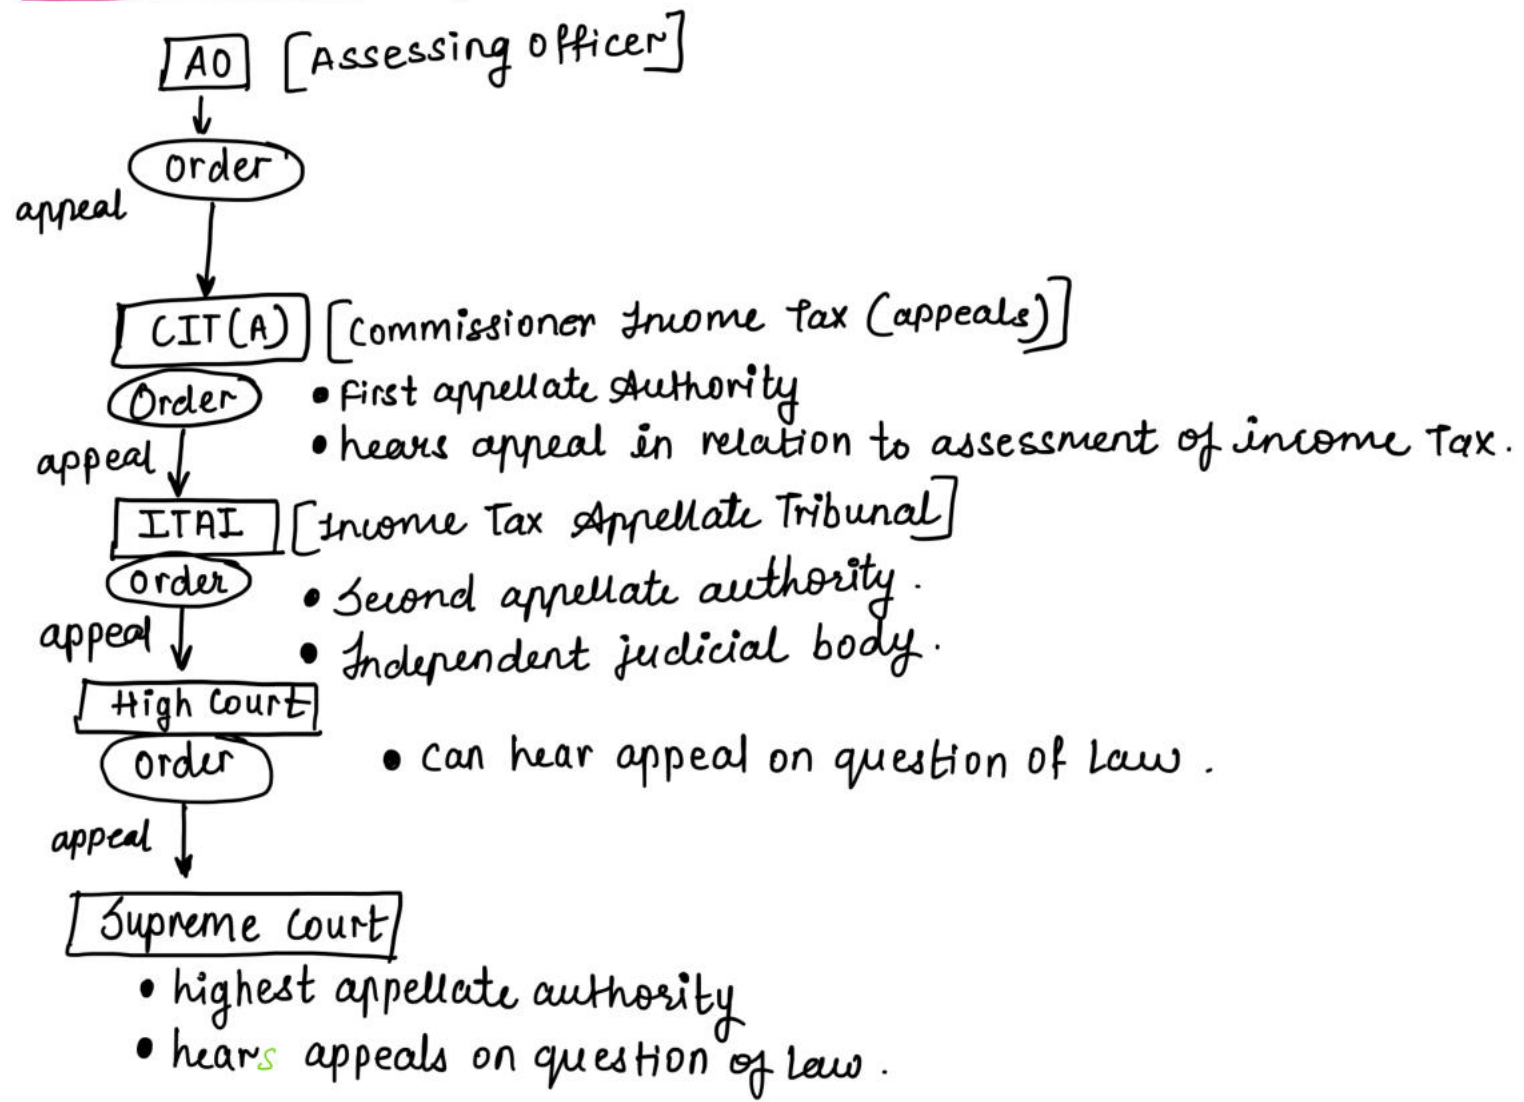 AO [Assessing officer]
order
appeal
CIT(A) [Commissioner Income Tax (appeals)]
Order • First appellate Authority
appeal • hears appeal in relation to assessment of income Tax.
ITAI [Income Tax Appellate Tribunal]
order • Second appellate authority.
appeal • Independent judicial body.
High Court
order • can hear appeal on question of Law.
appeal
Supreme Court
• highest appellate authority
• hears appeals on question of Law.